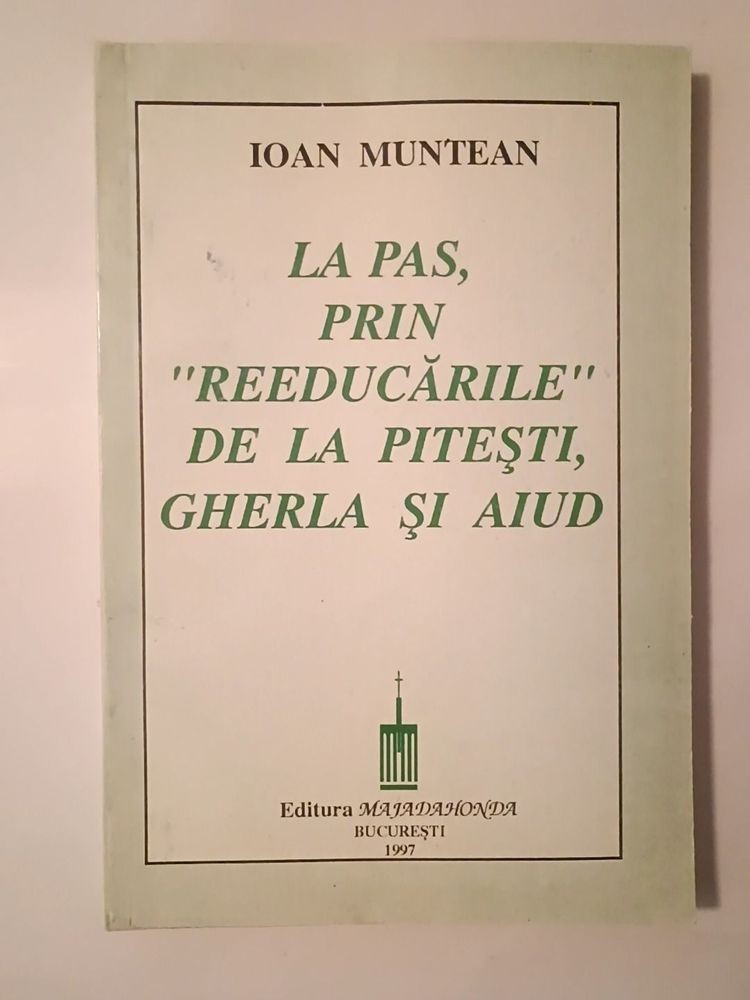 IOAN MUNTEAN
LA PAS,
PRIN
"REEDUCĂRILE"
DE LA PITEŞTI,
GHERLA ŞI AIUD
Editura MAJADAHONDA
BUCUREŞTI
1997